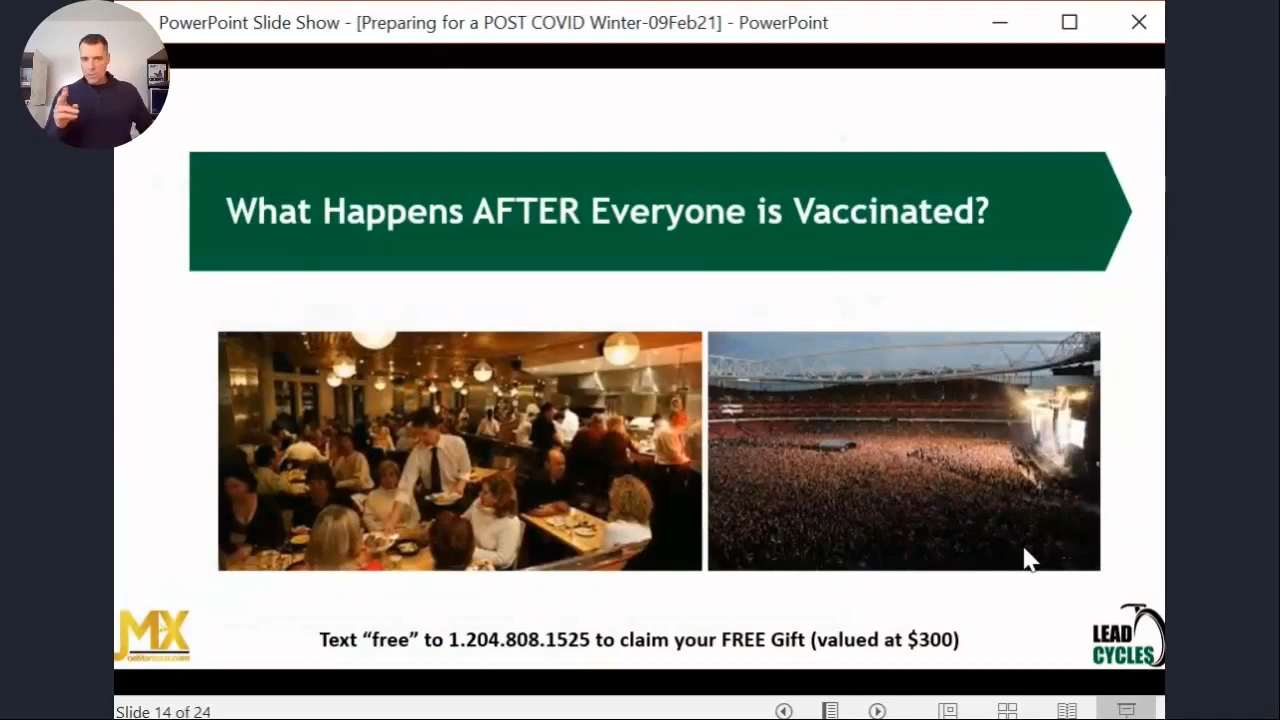 PowerPoint Slide Show - [Preparing for a POST COVID Winter-09Feb21] - PowerPoint
What Happens AFTER Everyone is Vaccinated?
JMX
Text “free” to 1.204.808.1525 to claim your FREE Gift (valued at $300)
LEAD
CYCLES
Slide 14 of 24